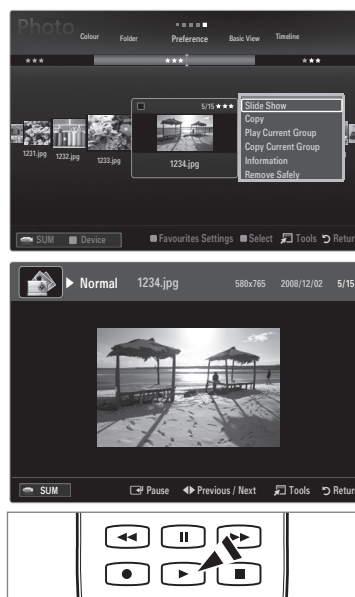 Photo
Colour Folder Preference Basic View Timeline
★★★ ★★★ ★★★
5/15 ★★★
1231.jpg 1232.jpg 1233.jpg 1234.jpg
Slide Show
Copy
Play Current Group
Copy Current Group
Information
Remove Safely
SUM Device Favourites Settings Select Tools Retur
Normal 1234.jpg 580x765 2008/12/02 5/15
SUM Pause Previous / Next Tools Retur